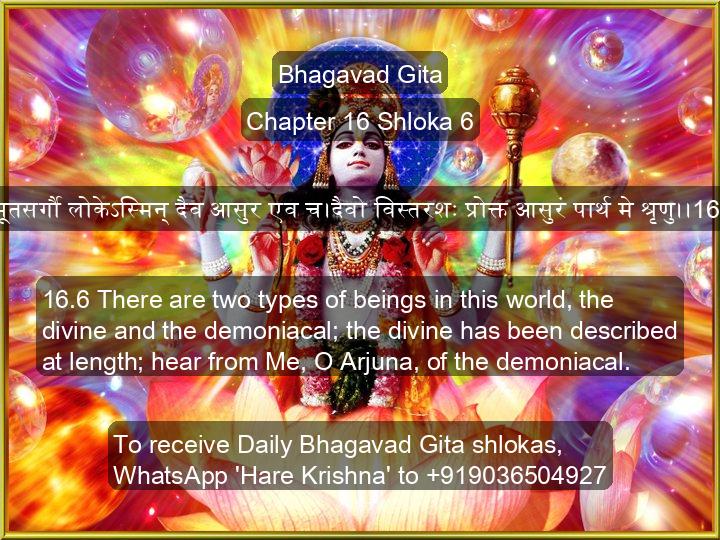 Bhagavad Gita
Chapter 16 Shloka 6
लोकेऽस्मिन् दैव आसुर एव च।दैवो विस्तरशः प्रोक्त आसुरं पार्थ मे श्रृणु।।16
16.6 There are two types of beings in this world, the
divine and the demoniacal; the divine has been described
at length; hear from Me, O Arjuna, of the demoniacal.
To receive Daily Bhagavad Gita shlokas,
WhatsApp 'Hare Krishna' to +919036504927